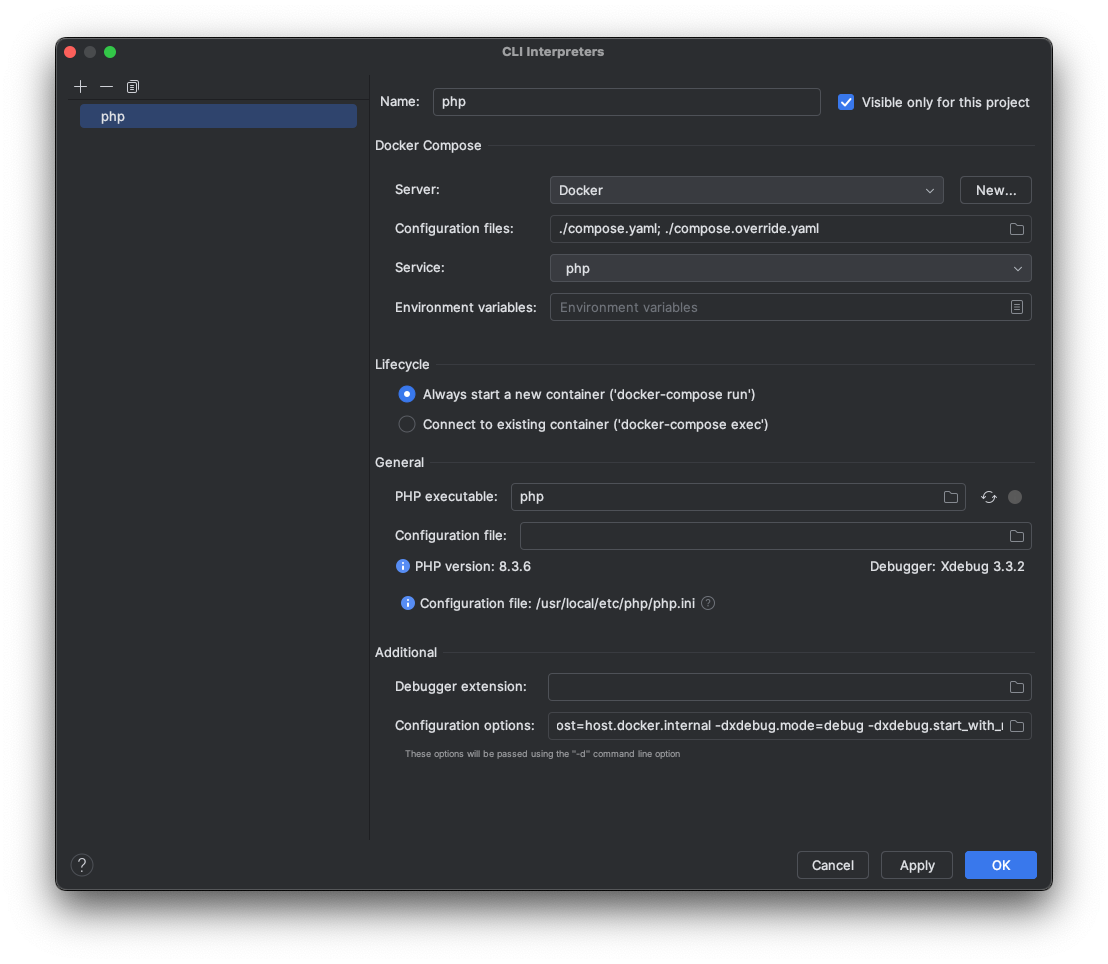 CLI Interpreters
php
Name: php Visible only for this project
Docker Compose
Server: Docker New...
Configuration files: ./compose.yaml; ./compose.override.yaml
Service: php
Environment variables: Environment variables
Lifecycle
Always start a new container ('docker-compose run')
Connect to existing container ('docker-compose exec')
General
PHP executable: php
Configuration file:
PHP version: 8.3.6 Debugger: Xdebug 3.3.2
Configuration file: /usr/local/etc/php/php.ini ?
Additional
Debugger extension:
Configuration options: ost=host.docker.internal -dxdebug.mode=debug -dxdebug.start_with_
These options will be passed using the "-d" command line option
? Cancel Apply OK